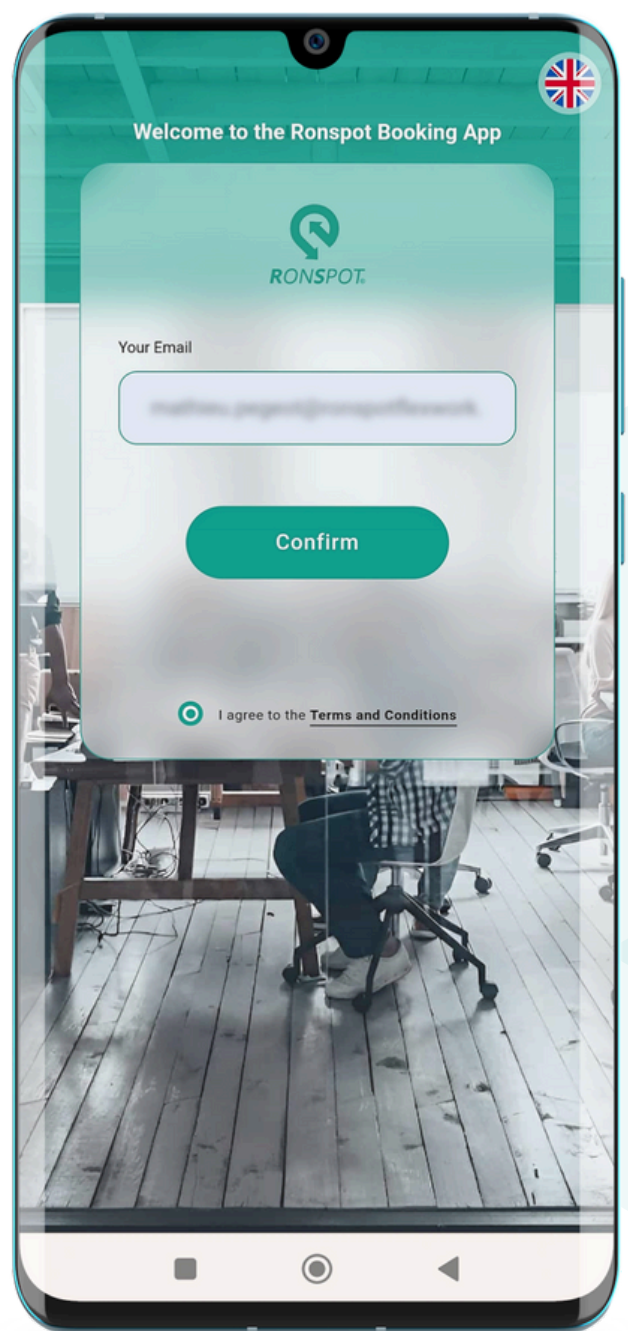 Welcome to the Ronspot Booking App
RONSPOT®
Your Email
Confirm
I agree to the Terms and Conditions